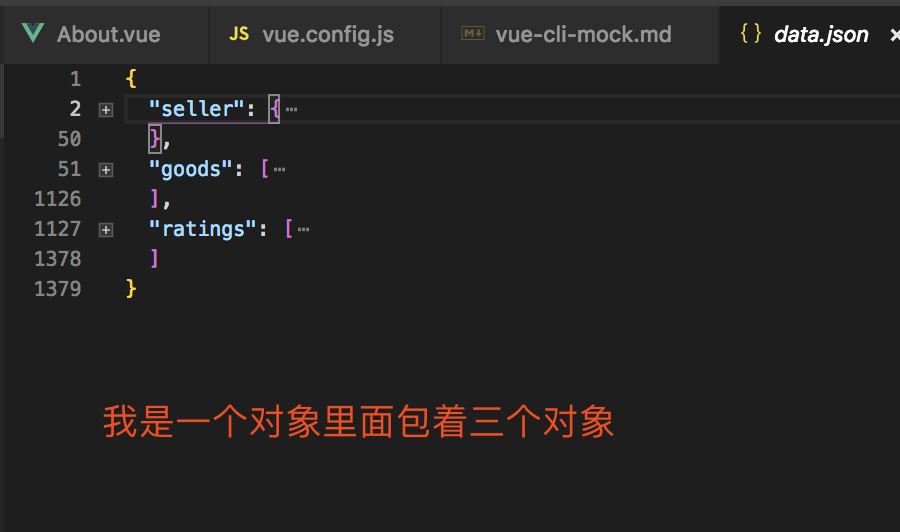 About.vue JS vue.config.js M↓ vue-cli-mock.md {} data.json ×
1 {
2 "seller": { ⋯
50 },
51 "goods": [ ⋯
1126 ],
1127 "ratings": [ ⋯
1378 ]
1379 }
我是一个对象里面包着三个对象